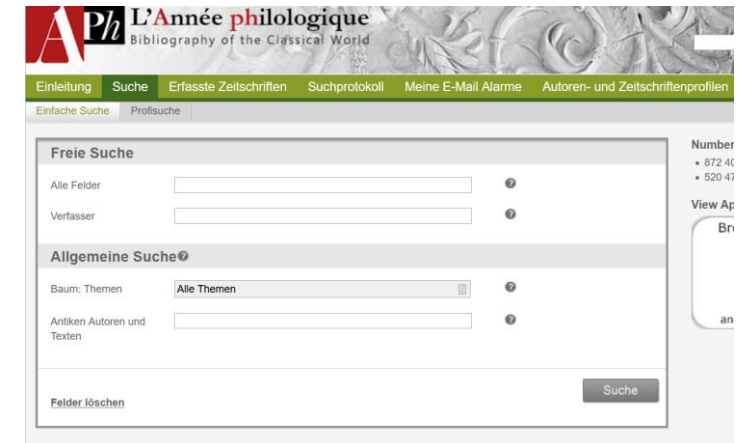 APh L'Année philologique
Bibliography of the Classical World
Einleitung Suche Erfasste Zeitschriften Suchprotokoll Meine E-Mail Alarme Autoren- und Zeitschriftenprofilen
Einfache Suche Profisuche
Freie Suche
Alle Felder
Verfasser
Allgemeine Suche
Baum: Themen Alle Themen
Antiken Autoren und
Texten
Felder löschen
Suche
Number
• 872 40
• 520 47
View Ap
Bro
an